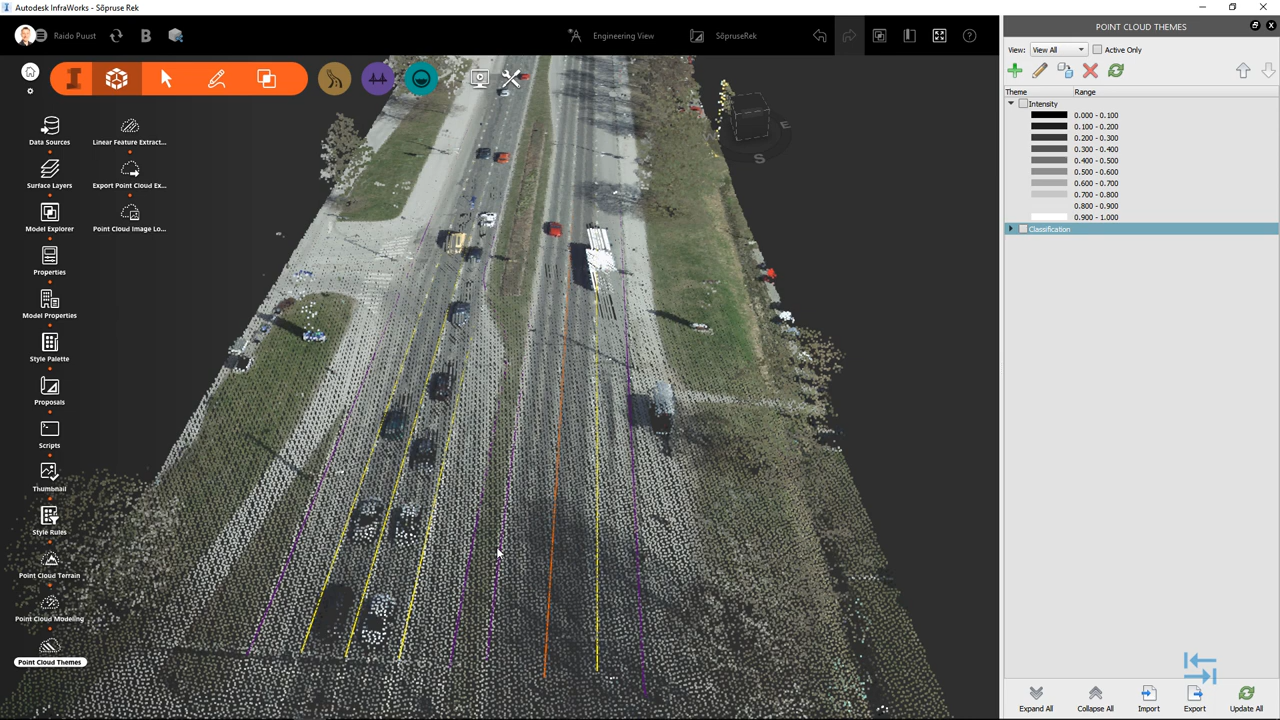 Autodesk InfraWorks - Sõpruse Rek
Raido Puust
Engineering View
SõpruseRek
POINT CLOUD THEMES
View: View All Active Only
Theme Range
Intensity
0.000 - 0.100
0.100 - 0.200
0.200 - 0.300
0.300 - 0.400
0.400 - 0.500
0.500 - 0.600
0.600 - 0.700
0.700 - 0.800
0.800 - 0.900
0.900 - 1.000
Classification
Data Sources
Linear Feature Extract...
Surface Layers
Export Point Cloud Ex...
Model Explorer
Point Cloud Image Lo...
Properties
Model Properties
Style Palette
Proposals
Scripts
Thumbnail
Style Rules
Point Cloud Terrain
Point Cloud Modeling
Point Cloud Themes
E
S
Expand All
Collapse All
Import
Export
Update All